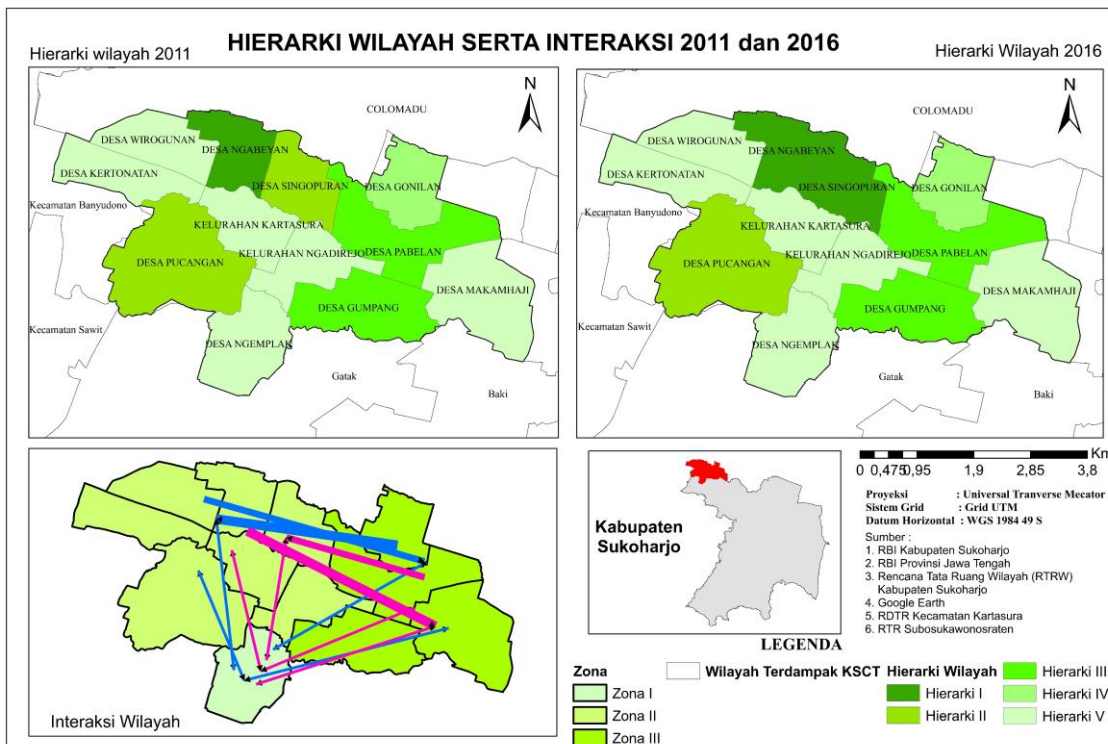 HIERARKI WILAYAH SERTA INTERAKSI 2011 dan 2016
Hierarki wilayah 2011
Hierarki Wilayah 2016
N
COLOMADU
DESA WIROGUNAN
DESA NGABEYAN
DESA KERTONATAN
DESA SINGOPURAN
DESA GONILAN
Kecamatan Banyudono
KELURAHAN KARTASURA
KELURAHAN NGADIREJO
DESA PABELAN
DESA PUCANGAN
DESA MAKAMHAJI
DESA GUMPANG
Kecamatan Sawit
DESA NGEMPLAK
Gatak
Baki
N
COLOMADU
DESA WIROGUNAN
DESA NGABEYAN
DESA KERTONATAN
DESA SINGOPURAN
DESA GONILAN
Kecamatan Banyudono
KELURAHAN KARTASURA
KELURAHAN NGADIREJO
DESA PABELAN
DESA PUCANGAN
DESA MAKAMHAJI
DESA GUMPANG
Kecamatan Sawit
DESA NGEMPLAK
Gatak
Baki
Interaksi Wilayah
Kabupaten
Sukoharjo
Km
0 0,475 0,95 1,9 2,85 3,8
Proyeksi : Universal Tranverse Mecator
Sistem Grid : Grid UTM
Datum Horizontal : WGS 1984 49 S
Sumber :
1. RBI Kabupaten Sukoharjo
2. RBI Provinsi Jawa Tengah
3. Rencana Tata Ruang Wilayah (RTRW)
Kabupaten Sukoharjo
4. Google Earth
5. RDTR Kecamatan Kartasura
6. RTR Subosukawonosraten
LEGENDA
Zona
Zona I
Zona II
Zona III
Wilayah Terdampak KSCT
Hierarki Wilayah
Hierarki I
Hierarki II
Hierarki III
Hierarki IV
Hierarki V